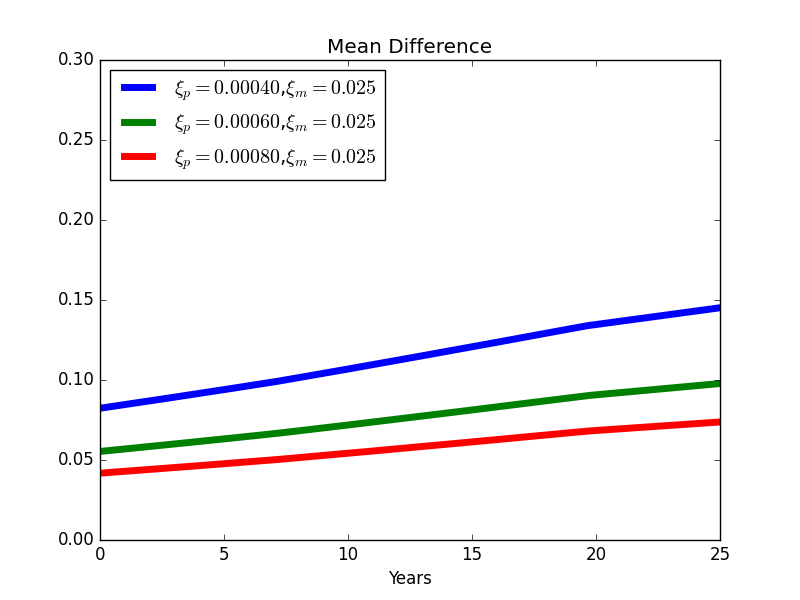 Mean Difference
0.30
ξp = 0.00040,ξm = 0.025
ξp = 0.00060,ξm = 0.025
ξp = 0.00080,ξm = 0.025
0.25
0.20
0.15
0.10
0.05
0.00
0 5 10 15 20 25
Years